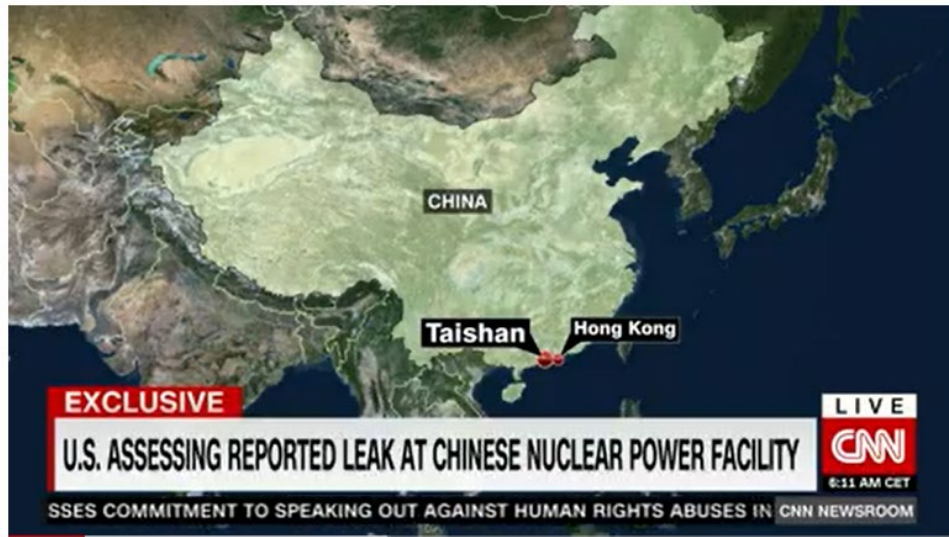 CHINA
Taishan
Hong Kong
EXCLUSIVE
U.S. ASSESSING REPORTED LEAK AT CHINESE NUCLEAR POWER FACILITY
LIVE
CNN
6:11 AM CET
SSES COMMITMENT TO SPEAKING OUT AGAINST HUMAN RIGHTS ABUSES IN
CNN NEWSROOM